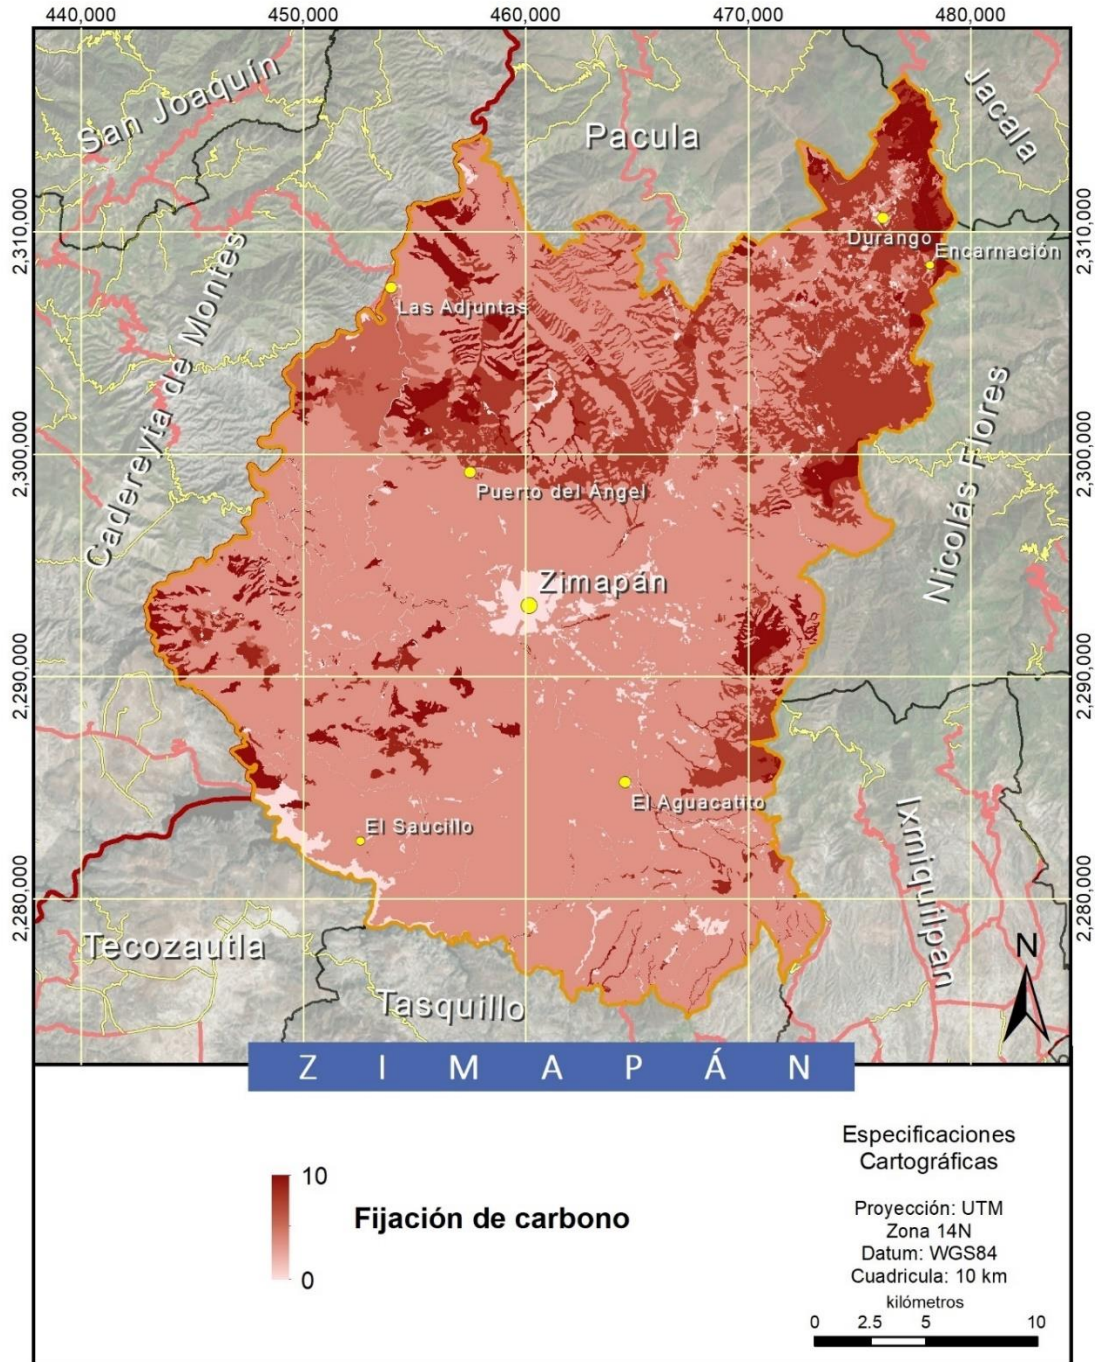 440,000
450,000
460,000
470,000
480,000
San Joaquín
Pacula
Jacala
2,310,000
2,310,000
Durango
Encarnación
Las Adjuntas
Cadereyta de Montes
2,300,000
2,300,000
Puerto del Àngel
Nicolás Flores
Zimapán
2,290,000
2,290,000
El Aguacatito
El Saucillo
Ixmiquilpan
2,280,000
2,280,000
Tecozautla
Tasquillo
N
ZIMAPÁN
Especificaciones
Cartográficas
10
Fijación de carbono
0
Proyección: UTM
Zona 14N
Datum: WGS84
Cuadricula: 10 km
kilómetros
0 2.5 5 10